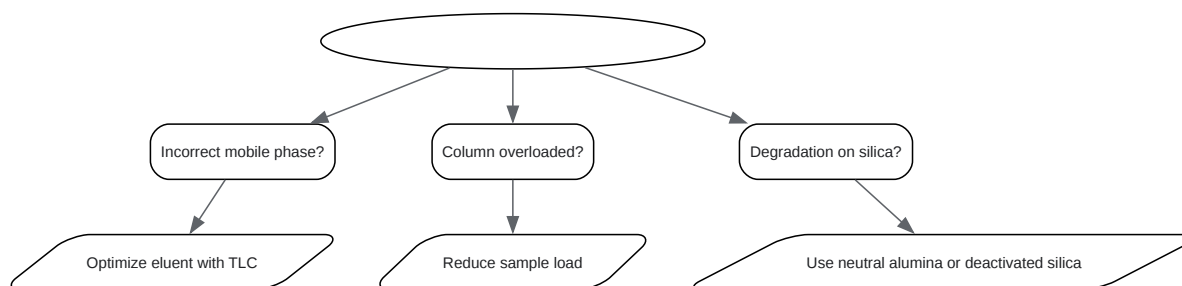 Incorrect mobile phase?
Column overloaded?
Degradation on silica?
Optimize eluent with TLC
Reduce sample load
Use neutral alumina or deactivated silica